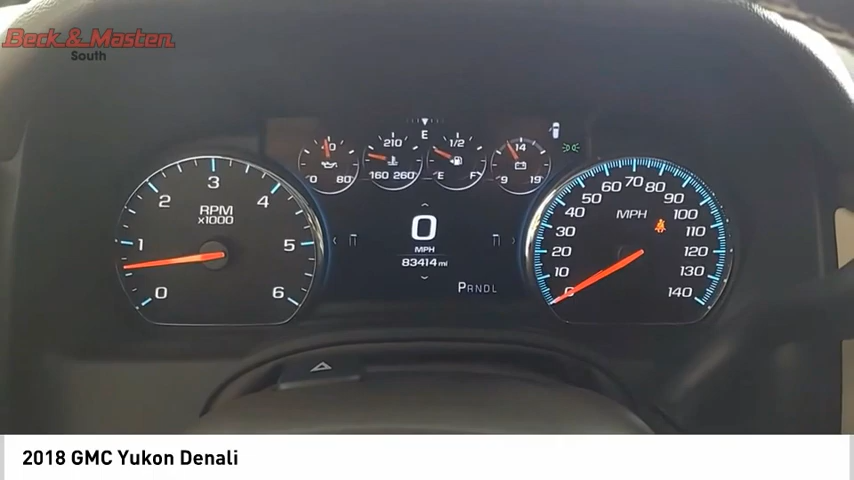 Beck & Masten
South
E
40
210
1/2
14
0 80
160 260
E F
9 19
0 1 2 3 4 5 6
RPM
x1000
0
MPH
83414 mi
PRNDL
0 10 20 30 40 50 60 70 80 90 100 110 120 130 140
MPH
2018 GMC Yukon Denali